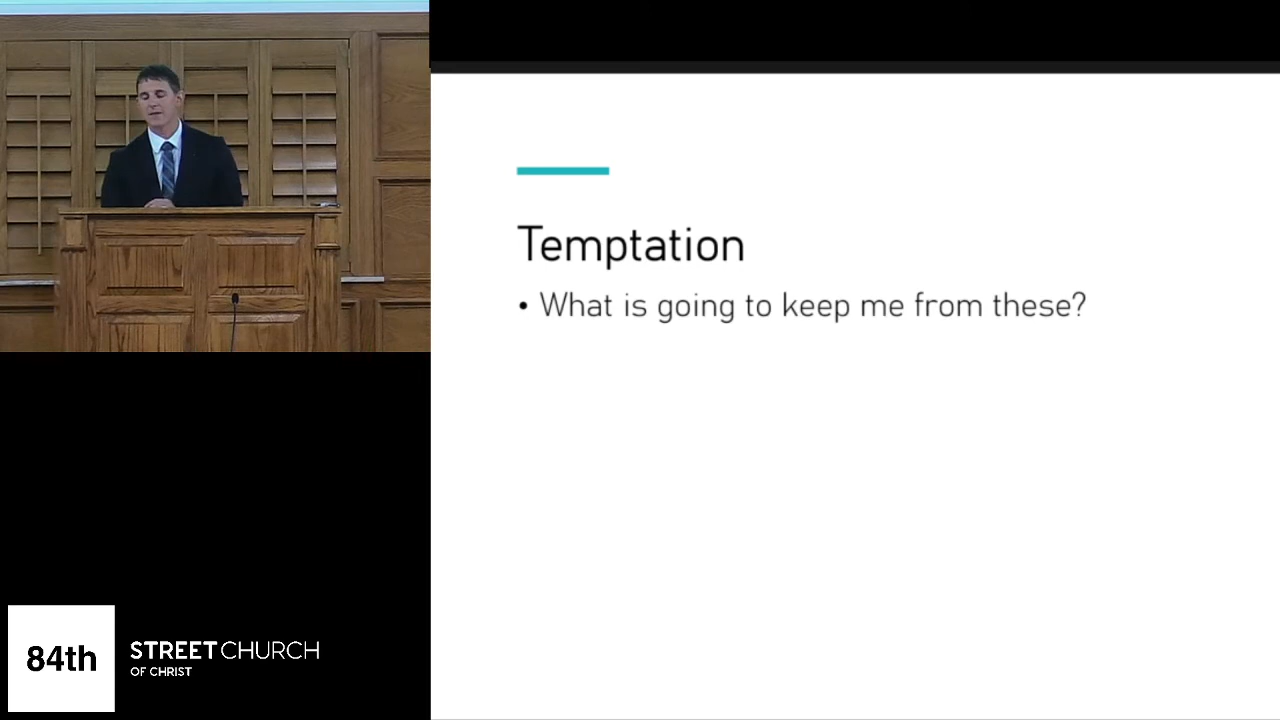 Temptation
• What is going to keep me from these?
84th
STREET CHURCH
OF CHRIST